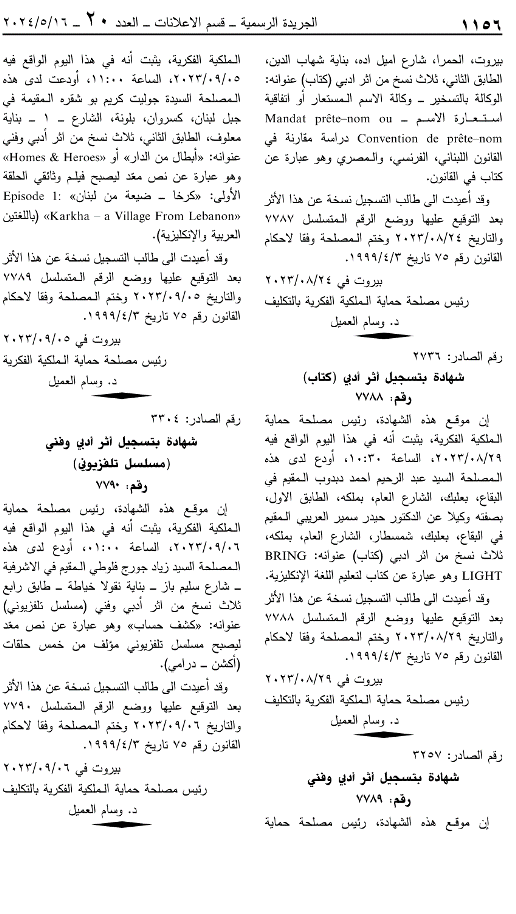 ١١٥٦
الجريدة الرسمية ــ قسم الاعلانات ــ العدد ٢٠ ــ ٢٠٢٤/٥/١٦
بيروت، الحمرا، شارع اميل اده، بناية شهاب الدين،
الطابق الثاني، ثلاث نسخ من اثر ادبي (كتاب) عنوانه:
الوكالة بالتسخير ــ وكالة الاسم المستعار أو اتفاقية
استعارة الاسم ــ Mandat prête-nom ou
Convention de prête-nom دراسة مقارنة في
القانون اللبناني، الفرنسي، والمصري وهو عبارة عن
كتاب في القانون.
وقد أعيدت الى طالب التسجيل نسخة عن هذا الأثر
بعد التوقيع عليها ووضع الرقم المتسلسل ٧٧٨٧
والتاريخ ٢٠٢٣/٠٨/٢٤ وختم المصلحة وفقا لاحكام
القانون رقم ٧٥ تاريخ ١٩٩٩/٤/٣.
بيروت في ٢٠٢٣/٠٨/٢٤
رئيس مصلحة حماية الملكية الفكرية بالتكليف
د. وسام العميل
رقم الصادر: ٢٧٣٦
شهادة بتسجيل أثر أدبي (كتاب)
رقم: ٧٧٨٨
إن موقع هذه الشهادة، رئيس مصلحة حماية
الملكية الفكرية، يثبت أنه في هذا اليوم الواقع فيه
٢٠٢٣/٠٨/٢٩، الساعة ١٠:٣٠، أودع لدى هذه
المصلحة السيد عبد الرحيم احمد دبدوب المقيم في
البقاع، بعلبك، الشارع العام، بملكه، الطابق الاول،
بصفته وكيلا عن الدكتور حيدر سمير العريبي المقيم
في البقاع، بعلبك، شمسطار، الشارع العام، بملكه،
ثلاث نسخ من اثر ادبي (كتاب) عنوانه: BRING
LIGHT وهو عبارة عن كتاب لتعليم اللغة الإنكليزية.
وقد أعيدت الى طالب التسجيل نسخة عن هذا الأثر
بعد التوقيع عليها ووضع الرقم المتسلسل ٧٧٨٨
والتاريخ ٢٠٢٣/٠٨/٢٩ وختم المصلحة وفقا لاحكام
القانون رقم ٧٥ تاريخ ١٩٩٩/٤/٣.
بيروت في ٢٠٢٣/٠٨/٢٩
رئيس مصلحة حماية الملكية الفكرية بالتكليف
د. وسام العميل
رقم الصادر: ٣٢٥٧
شهادة بتسجيل أثر أدبي وفني
رقم: ٧٧٨٩
إن موقع هذه الشهادة، رئيس مصلحة حماية
الملكية الفكرية، يثبت أنه في هذا اليوم الواقع فيه
٢٠٢٣/٠٩/٠٥، الساعة ١١:٠٠، أودعت لدى هذه
المصلحة السيدة جوليت كريم بو شقره المقيمة في
جبل لبنان، كسروان، بلونة، الشارع ــ ١ ــ بناية
معلوف، الطابق الثاني، ثلاث نسخ من اثر أدبي وفني
عنوانه: «أبطال من الدار» أو «Homes & Heroes»
وهو عبارة عن نص معّد ليصبح فيلم وثائقي الحلقة
الأولى: «كرخا ــ ضيعة من لبنان» Episode 1:
«Karkha – a Village From Lebanon» (باللغتين
العربية والإنكليزية).
وقد أعيدت الى طالب التسجيل نسخة عن هذا الأثر
بعد التوقيع عليها ووضع الرقم المتسلسل ٧٧٨٩
والتاريخ ٢٠٢٣/٠٩/٠٥ وختم المصلحة وفقا لاحكام
القانون رقم ٧٥ تاريخ ١٩٩٩/٤/٣.
بيروت في ٢٠٢٣/٠٩/٠٥
رئيس مصلحة حماية الملكية الفكرية
د. وسام العميل
رقم الصادر: ٣٣٠٤
شهادة بتسجيل أثر أدبي وفني
(مسلسل تلفزيوني)
رقم: ٧٧٩٠
إن موقع هذه الشهادة، رئيس مصلحة حماية
الملكية الفكرية، يثبت أنه في هذا اليوم الواقع فيه
٢٠٢٣/٠٩/٠٦، الساعة ٠١:٠٠، أودع لدى هذه
المصلحة السيد زياد جورج قلوطي المقيم في الاشرفية
ــ شارع سليم باز ــ بناية نقولا خياطة ــ طابق رابع
ثلاث نسخ من اثر أدبي وفني (مسلسل تلفزيوني)
عنوانه: «كشف حساب» وهو عبارة عن نص معّد
ليصبح مسلسل تلفزيوني مؤلف من خمس حلقات
(أكشن ــ درامي).
وقد أعيدت الى طالب التسجيل نسخة عن هذا الأثر
بعد التوقيع عليها ووضع الرقم المتسلسل ٧٧٩٠
والتاريخ ٢٠٢٣/٠٩/٠٦ وختم المصلحة وفقا لاحكام
القانون رقم ٧٥ تاريخ ١٩٩٩/٤/٣.
بيروت في ٢٠٢٣/٠٩/٠٦
رئيس مصلحة حماية الملكية الفكرية بالتكليف
د. وسام العميل